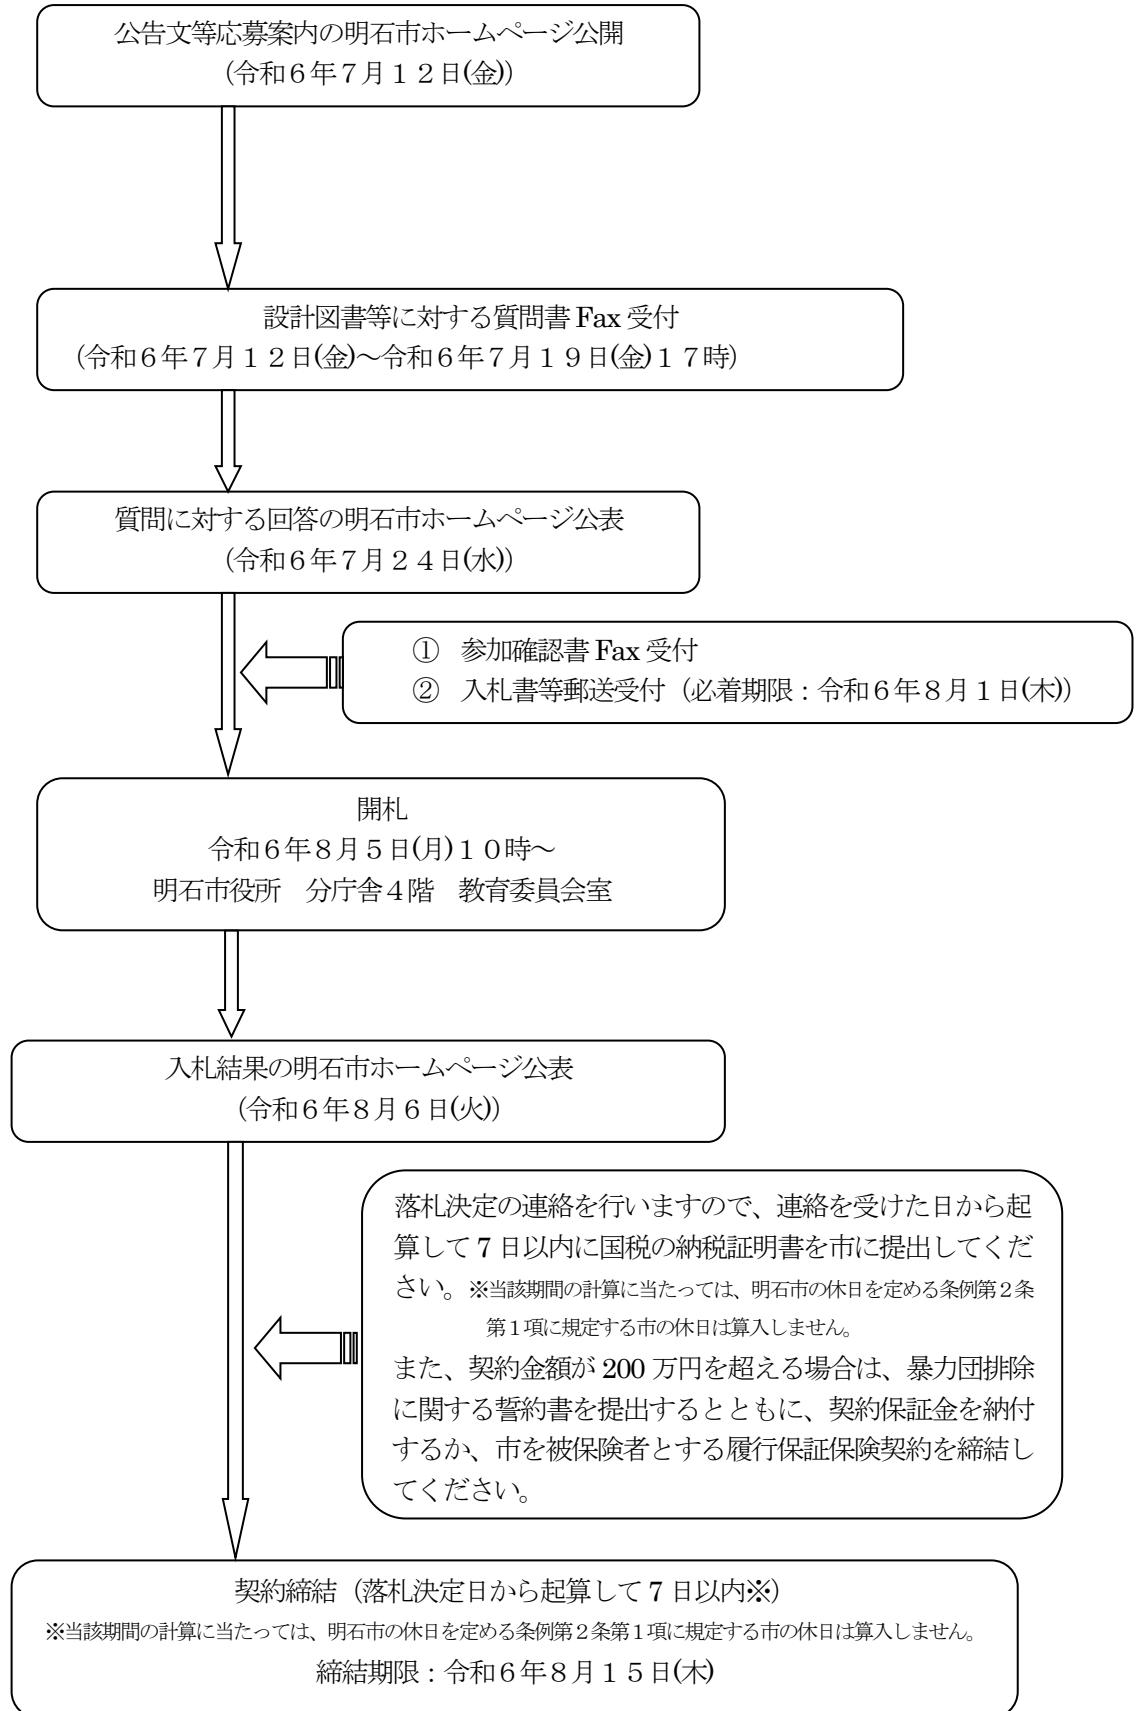 公告文等応募案内の明石市ホームページ公開
（令和６年７月１２日(金)）
設計図書等に対する質問書 Fax 受付
（令和６年７月１２日(金)～令和６年７月１９日(金)１７時）
質問に対する回答の明石市ホームページ公表
（令和６年７月２４日(水)）
① 参加確認書 Fax 受付
② 入札書等郵送受付（必着期限：令和６年８月１日(木)）
開札
令和６年８月５日(月)１０時～
明石市役所　分庁舎４階　教育委員会室
入札結果の明石市ホームページ公表
（令和６年８月６日(火)）
落札決定の連絡を行いますので、連絡を受けた日から起
算して 7 日以内に国税の納税証明書を市に提出してくだ
さい。※当該期間の計算に当たっては、明石市の休日を定める条例第２条
第１項に規定する市の休日は算入しません。
また、契約金額が 200 万円を超える場合は、暴力団排除
に関する誓約書を提出するとともに、契約保証金を納付
するか、市を被保険者とする履行保証保険契約を締結し
てください。
契約締結（落札決定日から起算して 7 日以内※）
※当該期間の計算に当たっては、明石市の休日を定める条例第２条第１項に規定する市の休日は算入しません。
締結期限：令和６年８月１５日(木)